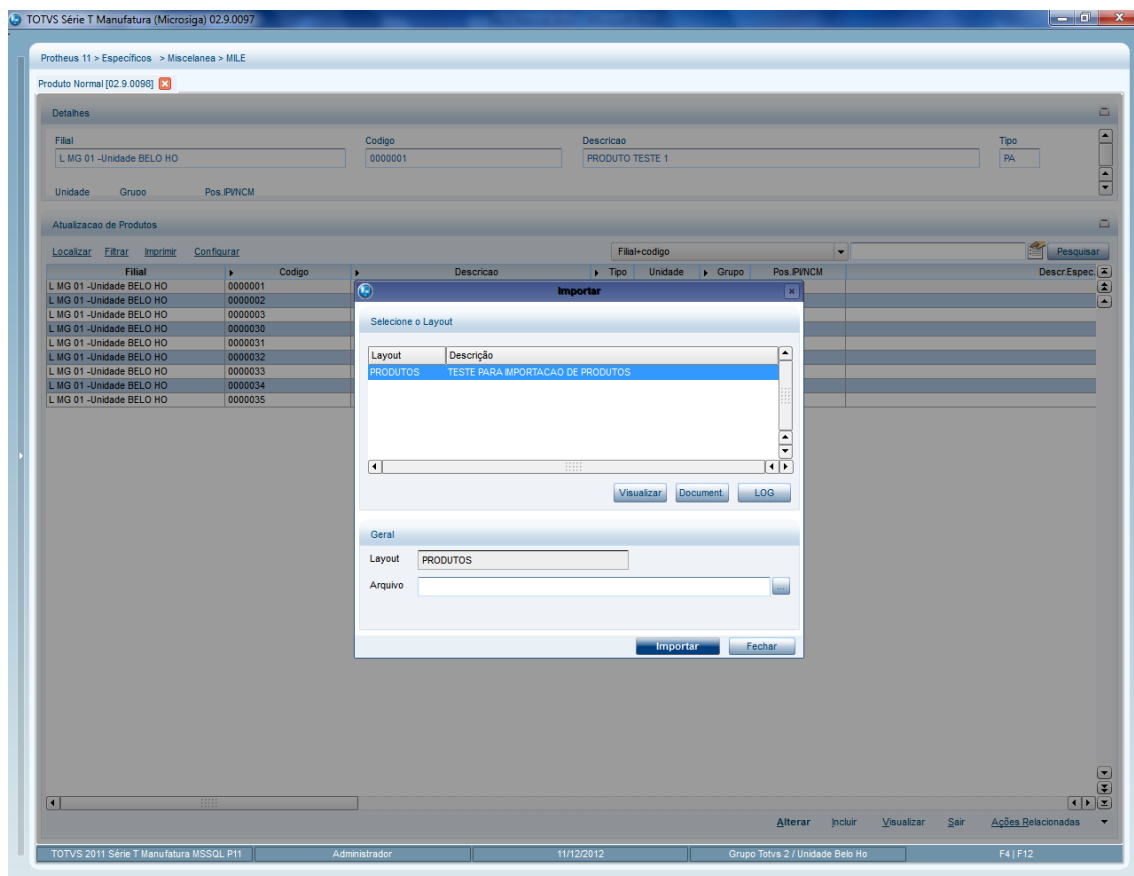 TOTVS Série T Manufatura (Microsiga) 02.9.0097
Protheus 11 > Específicos > Miscelanea > MILE
Produto Normal [02.9.0098]
Detalhes
Filial Codigo Descricao Tipo
L MG 01 -Unidade BELO HO 0000001 PRODUTO TESTE 1 PA
Unidade Grupo Pos.IPI/NCM
Atualizacao de Produtos
Localizar Filtrar Imprimir Configurar Filial+codigo Pesquisar
Filial Codigo Descricao Tipo Unidade Grupo Pos.IPI/NCM Descr.Espec.
L MG 01 -Unidade BELO HO 0000001
L MG 01 -Unidade BELO HO 0000002
L MG 01 -Unidade BELO HO 0000003
L MG 01 -Unidade BELO HO 0000030
L MG 01 -Unidade BELO HO 0000031
L MG 01 -Unidade BELO HO 0000032
L MG 01 -Unidade BELO HO 0000033
L MG 01 -Unidade BELO HO 0000034
L MG 01 -Unidade BELO HO 0000035
Importar
Selecione o Layout
Layout Descrição
PRODUTOS TESTE PARA IMPORTACAO DE PRODUTOS
Visualizar Document. LOG
Geral
Layout PRODUTOS
Arquivo ...
Importar Fechar
Alterar Incluir Visualizar Sair Ações Relacionadas
TOTVS 2011 Série T Manufatura MSSQL P11 Administrador 11/12/2012 Grupo Totvs 2 / Unidade Belo Ho F4 | F12